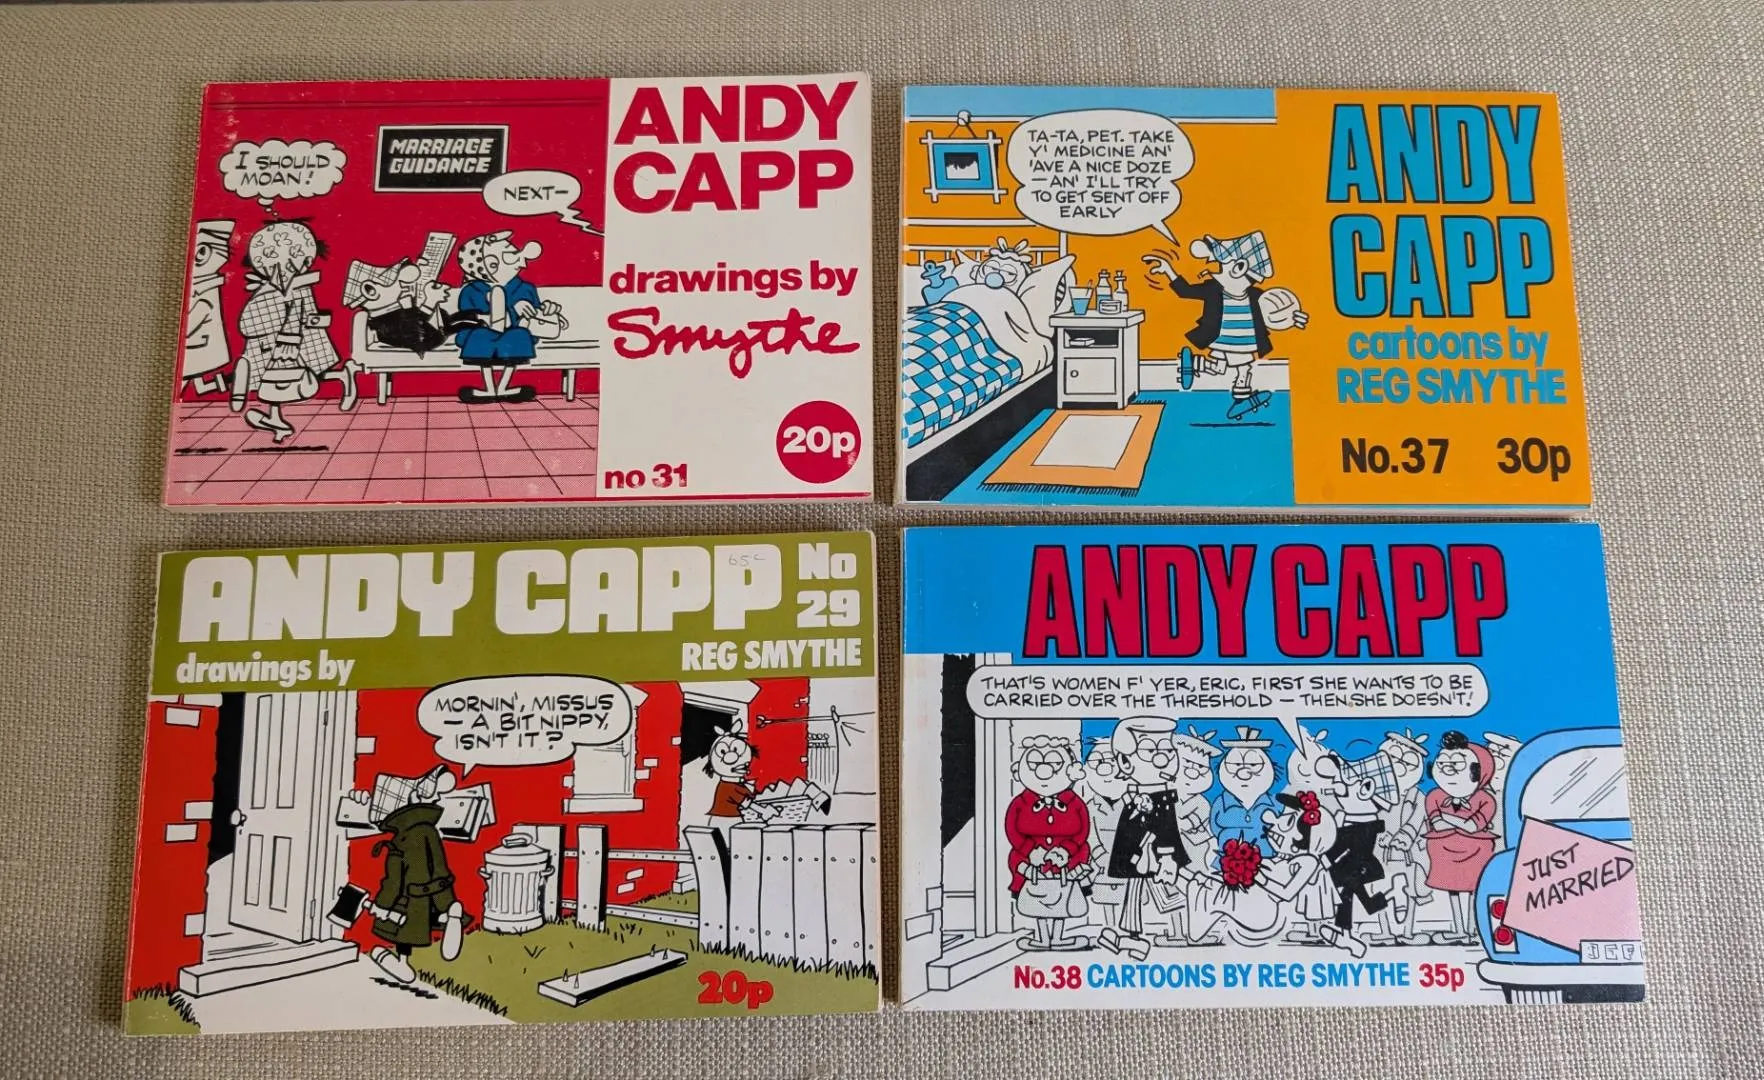 I SHOULD
MOAN!
MARRIAGE
GUIDANCE
NEXT—
ANDY
CAPP
drawings by
Smythe
20p
no 31
TA-TA, PET. TAKE
Y' MEDICINE AN'
'AVE A NICE DOZE
— AN' I'LL TRY
TO GET SENT OFF
EARLY
ANDY
CAPP
cartoons by
REG SMYTHE
No.37 30p
ANDY CAPP No
29
65c
drawings by REG SMYTHE
MORNIN', MISSUS
— A BIT NIPPY,
ISN'T IT?
20p
ANDY CAPP
THAT'S WOMEN F' YER, ERIC, FIRST SHE WANTS TO BE
CARRIED OVER THE THRESHOLD — THEN SHE DOESN'T!
JUST
MARRIED
No.38 CARTOONS BY REG SMYTHE 35p